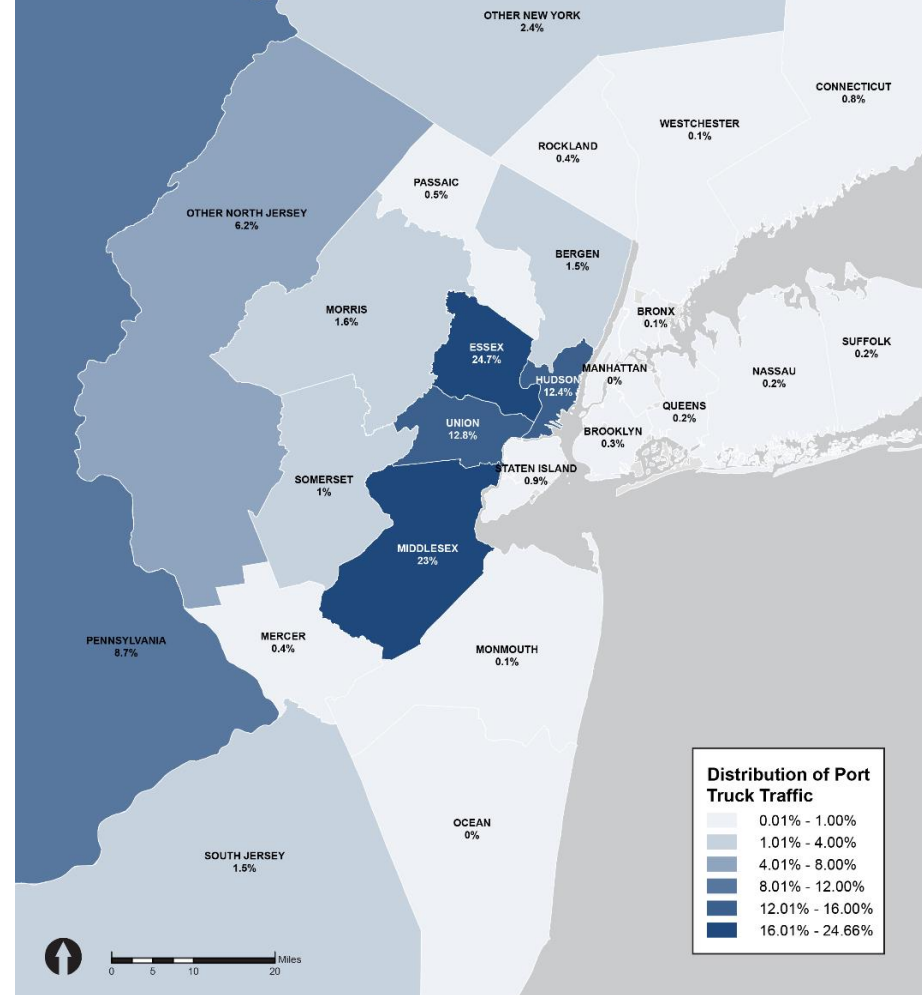 OTHER NEW YORK
2.4%
CONNECTICUT
0.8%
WESTCHESTER
0.1%
ROCKLAND
0.4%
PASSAIC
0.5%
OTHER NORTH JERSEY
6.2%
BERGEN
1.5%
MORRIS
1.6%
BRONX
0.1%
ESSEX
24.7%
SUFFOLK
0.2%
MANHATTAN
0%
NASSAU
0.2%
HUDSON
12.4%
QUEENS
0.2%
UNION
12.8%
BROOKLYN
0.3%
STATEN ISLAND
0.9%
SOMERSET
1%
MIDDLESEX
23%
PENNSYLVANIA
8.7%
MERCER
0.4%
MONMOUTH
0.1%
OCEAN
0%
SOUTH JERSEY
1.5%
Distribution of Port
Truck Traffic
0.01% - 1.00%
1.01% - 4.00%
4.01% - 8.00%
8.01% - 12.00%
12.01% - 16.00%
16.01% - 24.66%
Miles
0 5 10 20